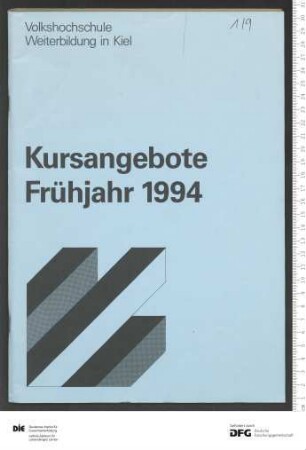 Volkshochschule
Weiterbildung in Kiel
1/9
Kursangebote
Frühjahr 1994
DIE
DFG